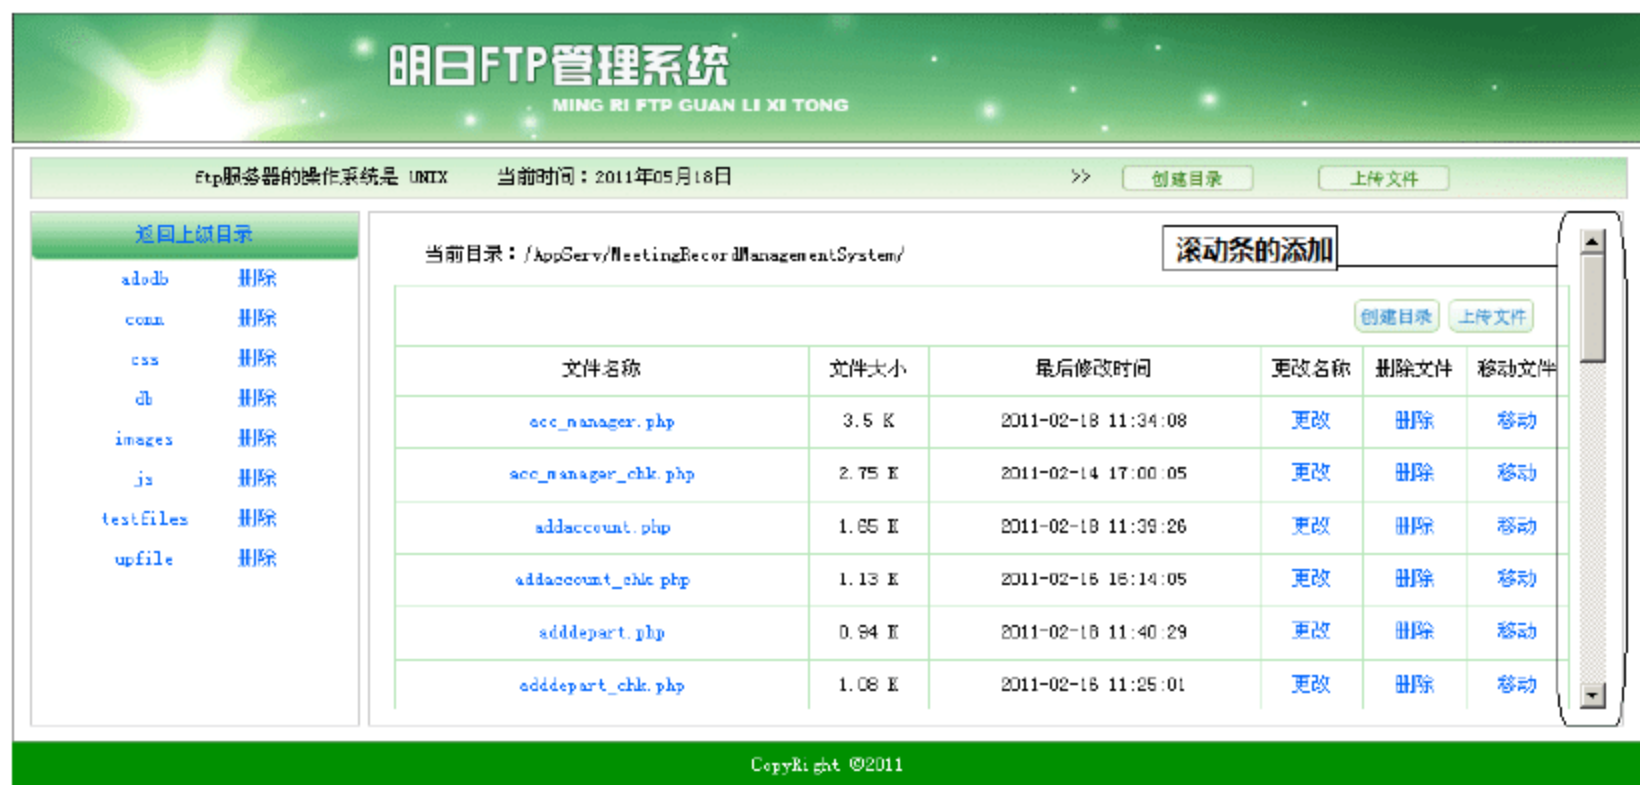 明日FTP管理系统
MING RI FTP GUAN LI XI TONG
ftp服务器的操作系统是 UNIX 当前时间：2011年05月18日 >> 创建目录 上传文件
返回上级目录
adodb 删除
conn 删除
css 删除
db 删除
images 删除
js 删除
testfiles 删除
upfile 删除
当前目录：/AppServ/MeetingRecordManagementSystem/
滚动条的添加
创建目录 上传文件
文件名称 文件大小 最后修改时间 更改名称 删除文件 移动文件
acc_manager.php 3.5 K 2011-02-18 11:34:08 更改 删除 移动
acc_manager_chk.php 2.75 K 2011-02-14 17:00:05 更改 删除 移动
addaccount.php 1.65 K 2011-02-18 11:39:26 更改 删除 移动
addaccount_chk.php 1.13 K 2011-02-16 16:14:05 更改 删除 移动
adddepart.php 0.94 K 2011-02-18 11:40:29 更改 删除 移动
adddepart_chk.php 1.08 K 2011-02-16 11:25:01 更改 删除 移动
CopyRight ©2011